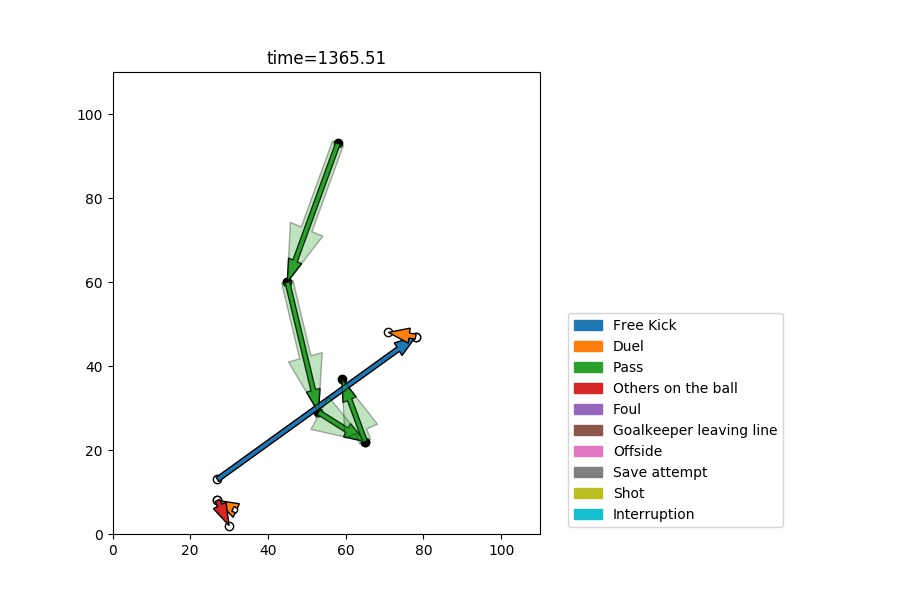 time=1365.51
100
80
60
40
20
0
0 20 40 60 80 100
Free Kick
Duel
Pass
Others on the ball
Foul
Goalkeeper leaving line
Offside
Save attempt
Shot
Interruption